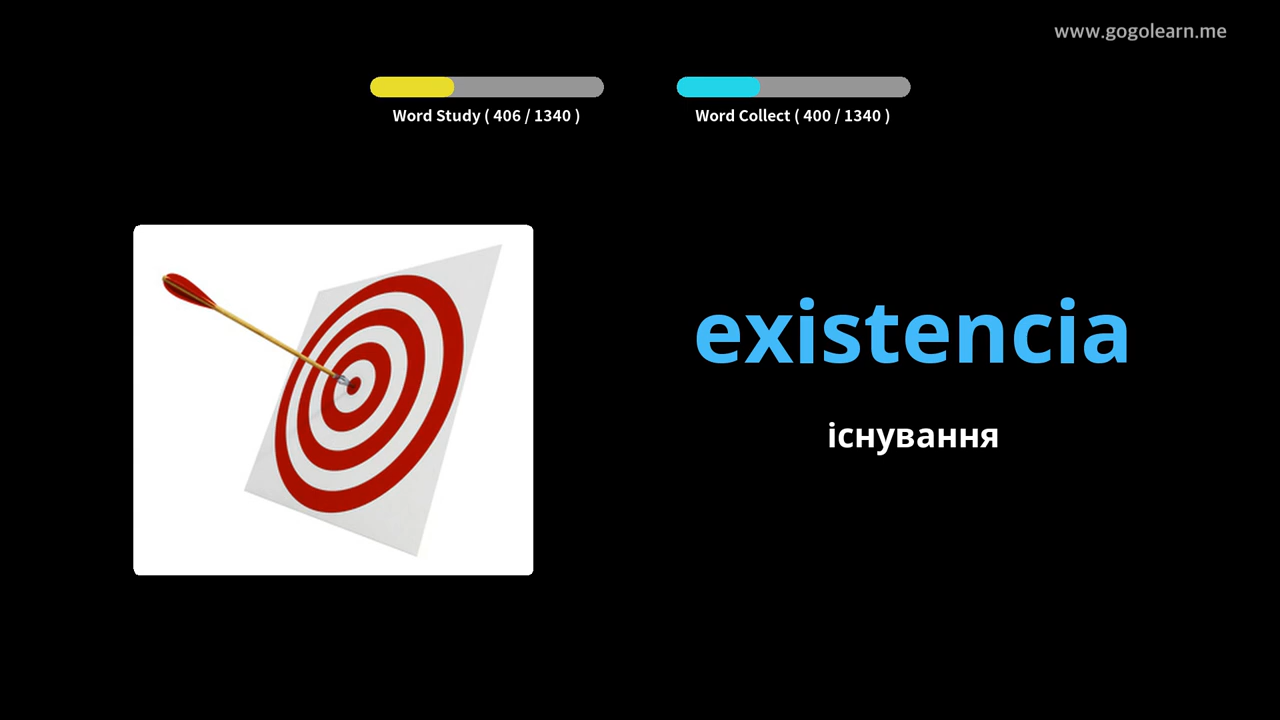 www.gogolearn.me
Word Study ( 406 / 1340 )
Word Collect ( 400 / 1340 )
existencia
існування